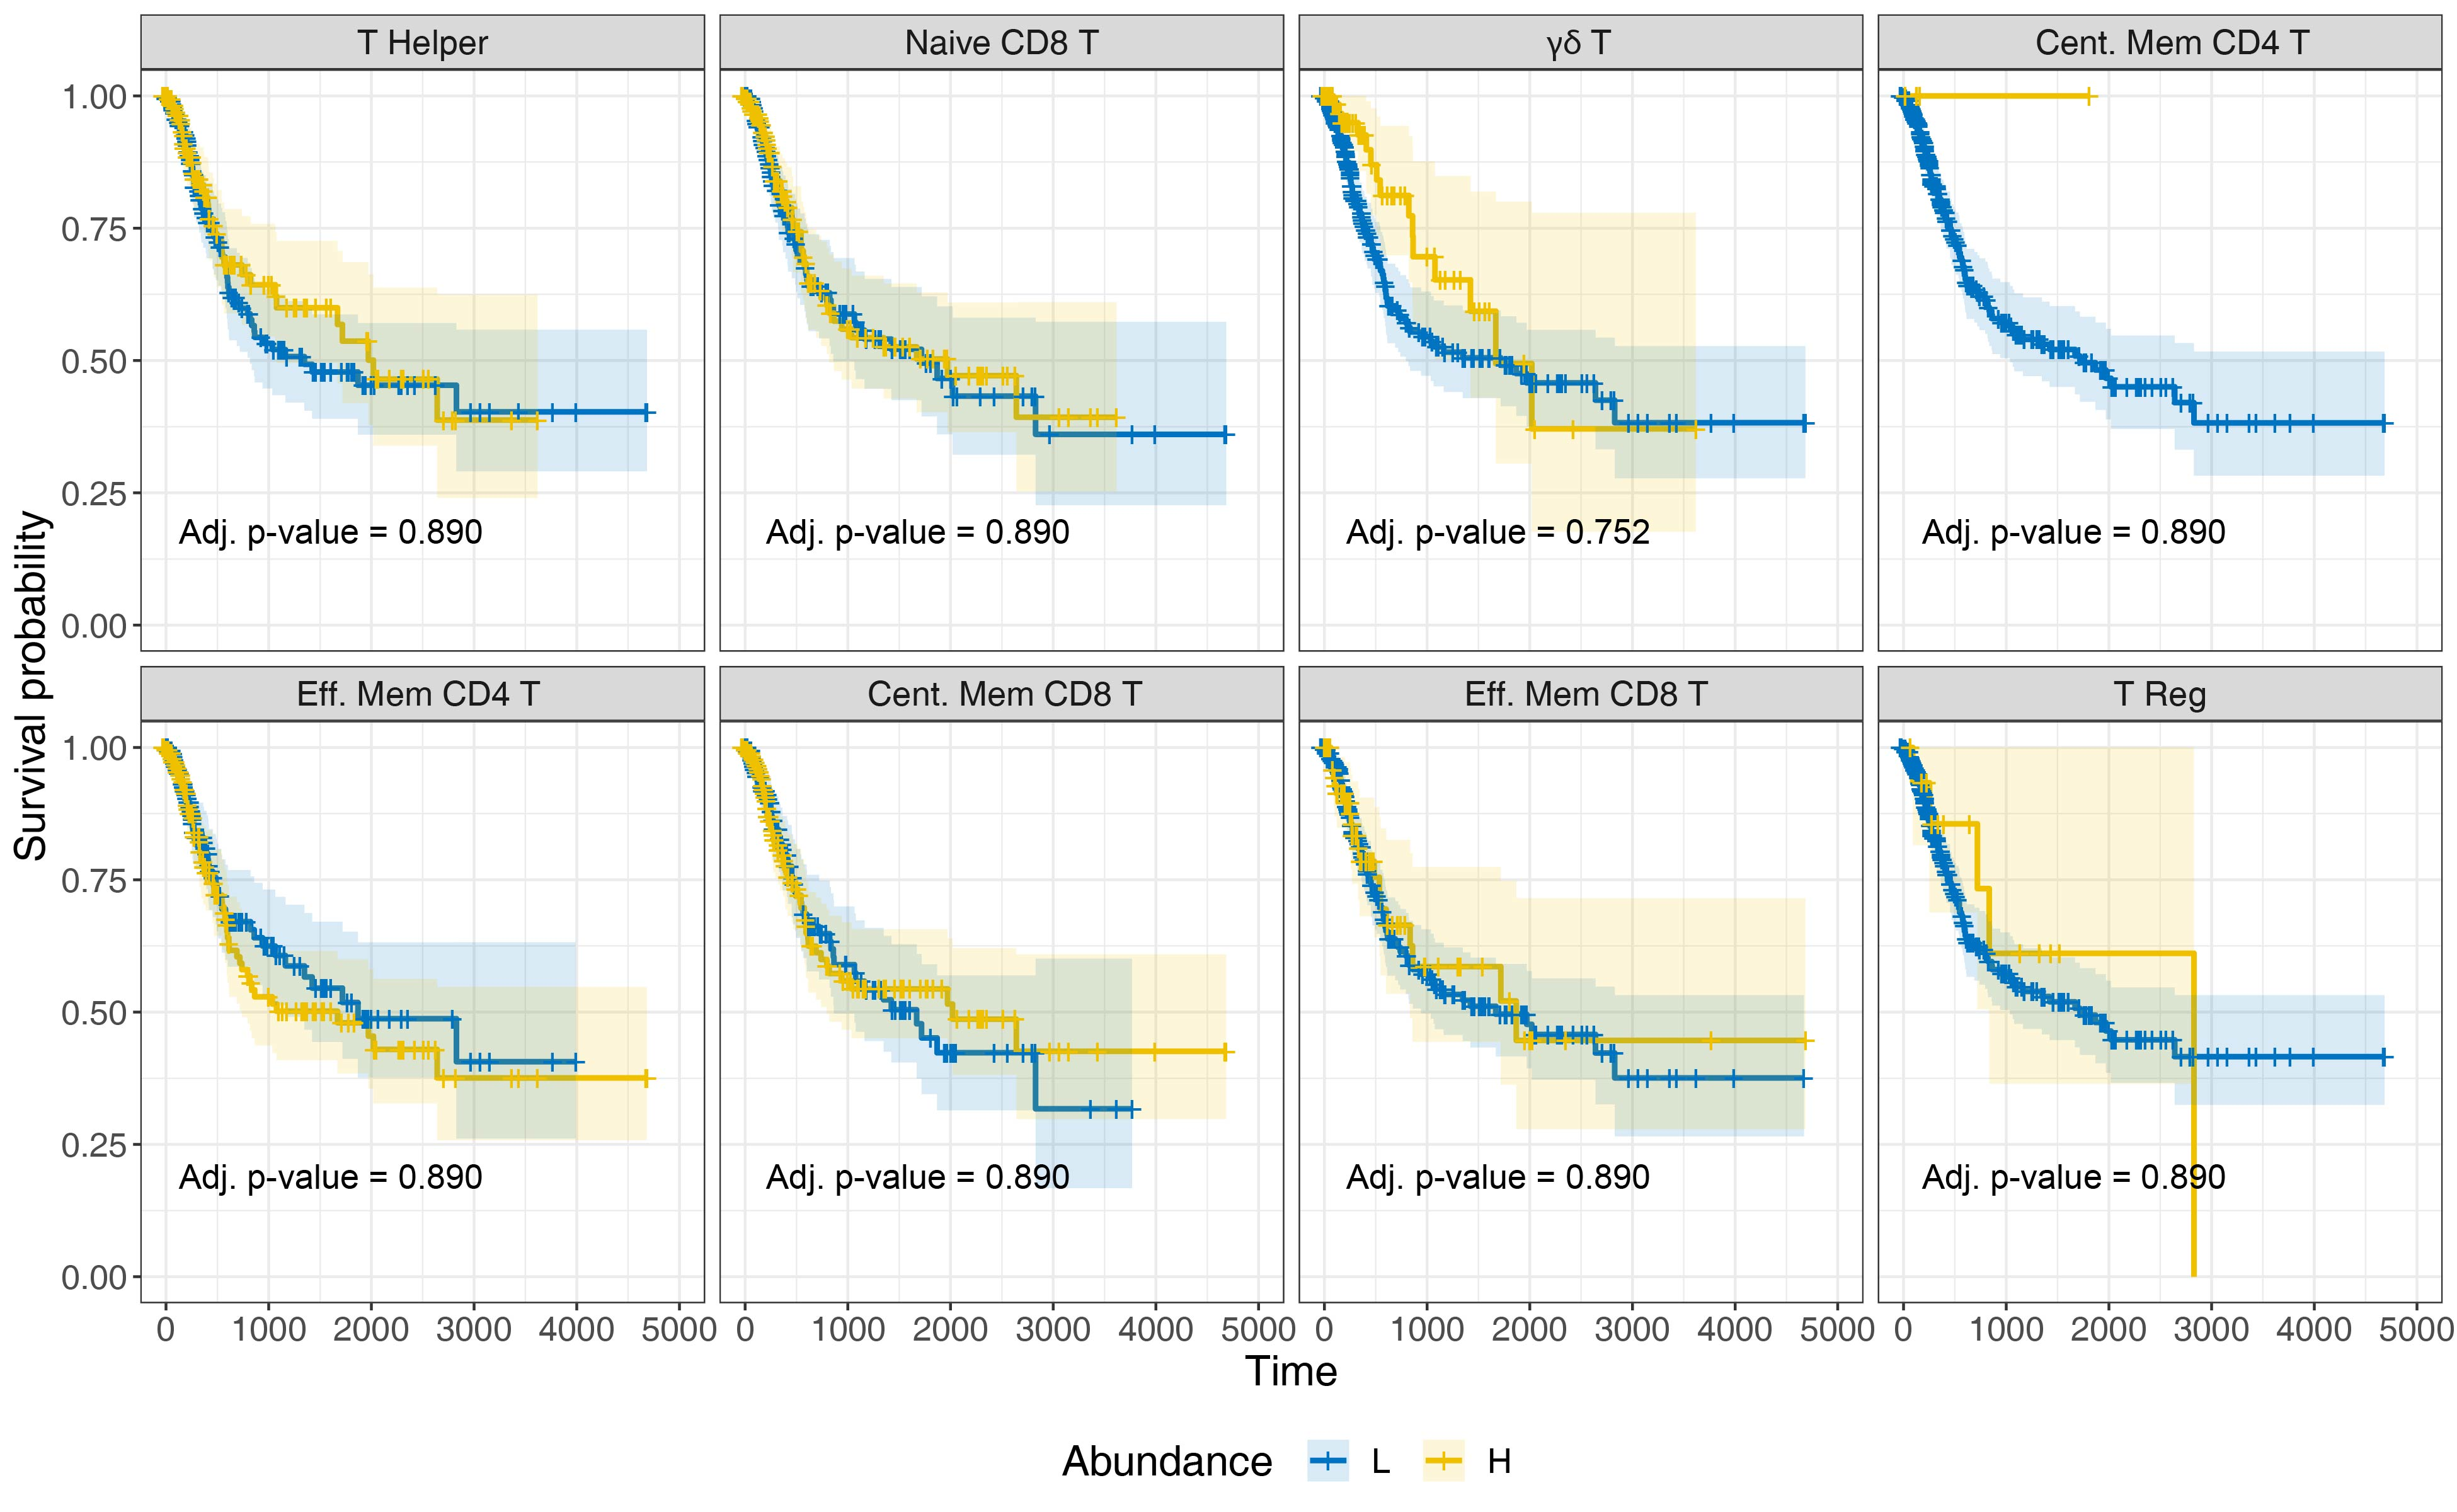 T Helper
Naive CD8 T
γδ T
Cent. Mem CD4 T
1.00
0.75
0.50
0.25
0.00
Adj. p-value = 0.890
Adj. p-value = 0.890
Adj. p-value = 0.752
Adj. p-value = 0.890
Survival probability
Eff. Mem CD4 T
Cent. Mem CD8 T
Eff. Mem CD8 T
T Reg
1.00
0.75
0.50
0.25
0.00
Adj. p-value = 0.890
Adj. p-value = 0.890
Adj. p-value = 0.890
Adj. p-value = 0.890
0 1000 2000 3000 4000 5000
0 1000 2000 3000 4000 5000
0 1000 2000 3000 4000 5000
0 1000 2000 3000 4000 5000
Time
Abundance L H